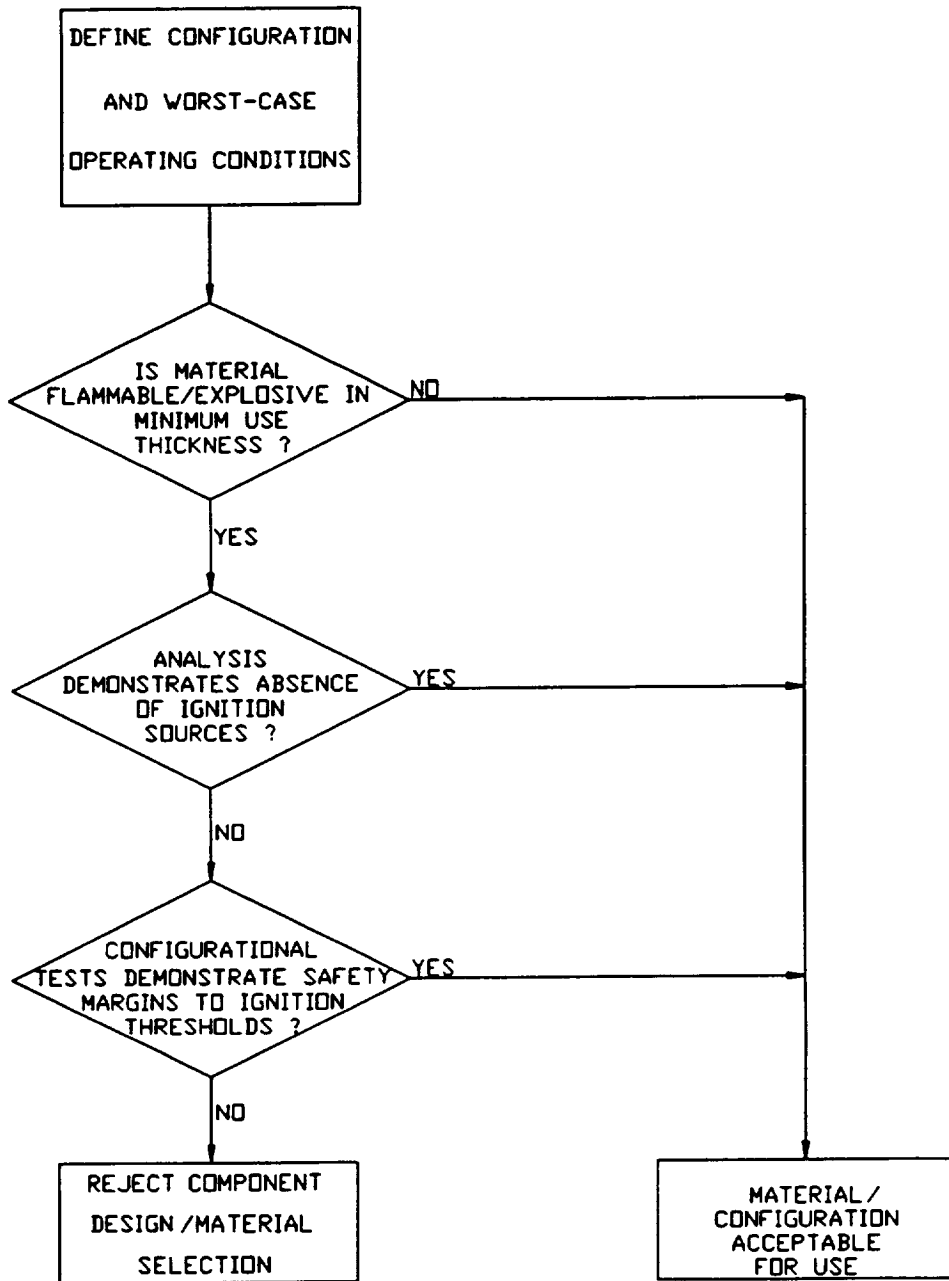 DEFINE CONFIGURATION
AND WORST-CASE
OPERATING CONDITIONS
IS MATERIAL
FLAMMABLE/EXPLOSIVE IN
MINIMUM USE
THICKNESS ?
NO
YES
ANALYSIS
DEMONSTRATES ABSENCE
OF IGNITION
SOURCES ?
YES
NO
CONFIGURATIONAL
TESTS DEMONSTRATE SAFETY
MARGINS TO IGNITION
THRESHOLDS ?
YES
NO
REJECT COMPONENT
DESIGN /MATERIAL
SELECTION
MATERIAL/
CONFIGURATION
ACCEPTABLE
FOR USE